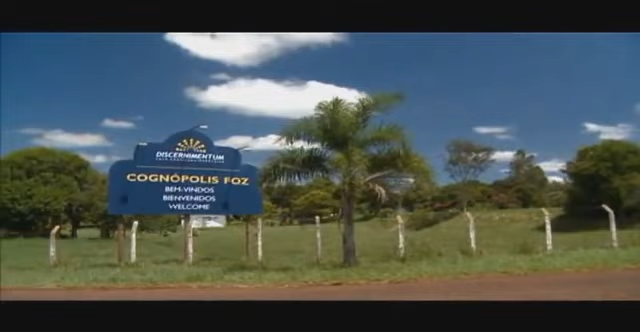 DISCERNIMENTUM
COGNÓPOLIS FOZ
BEM-VINDOS
BIENVENIDOS
WELCOME